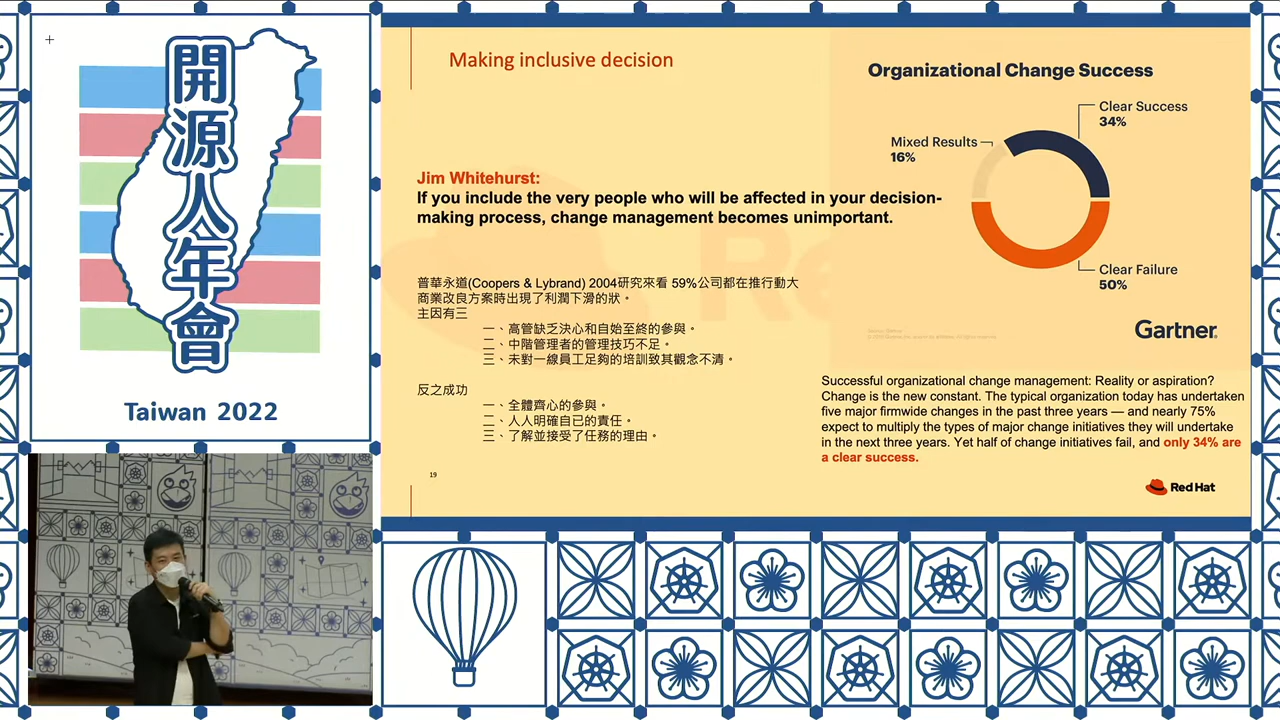 開源人年會
Taiwan 2022
Making inclusive decision
Jim Whitehurst:
If you include the very people who will be affected in your decision-
making process, change management becomes unimportant.
普華永道(Coopers & Lybrand) 2004研究來看 59%公司都在推行動大
商業改良方案時出現了利潤下滑的狀。
主因有三
一、高管缺乏決心和自始至終的參與。
二、中階管理者的管理技巧不足。
三、未對一線員工足夠的培訓致其觀念不清。
反之成功
一、全體齊心的參與。
二、人人明確自已的責任。
三、了解並接受了任務的理由。
19
Organizational Change Success
Clear Success
34%
Mixed Results
16%
Clear Failure
50%
Gartner
Successful organizational change management: Reality or aspiration?
Change is the new constant. The typical organization today has undertaken
five major firmwide changes in the past three years — and nearly 75%
expect to multiply the types of major change initiatives they will undertake
in the next three years. Yet half of change initiatives fail, and only 34% are
a clear success.
Red Hat